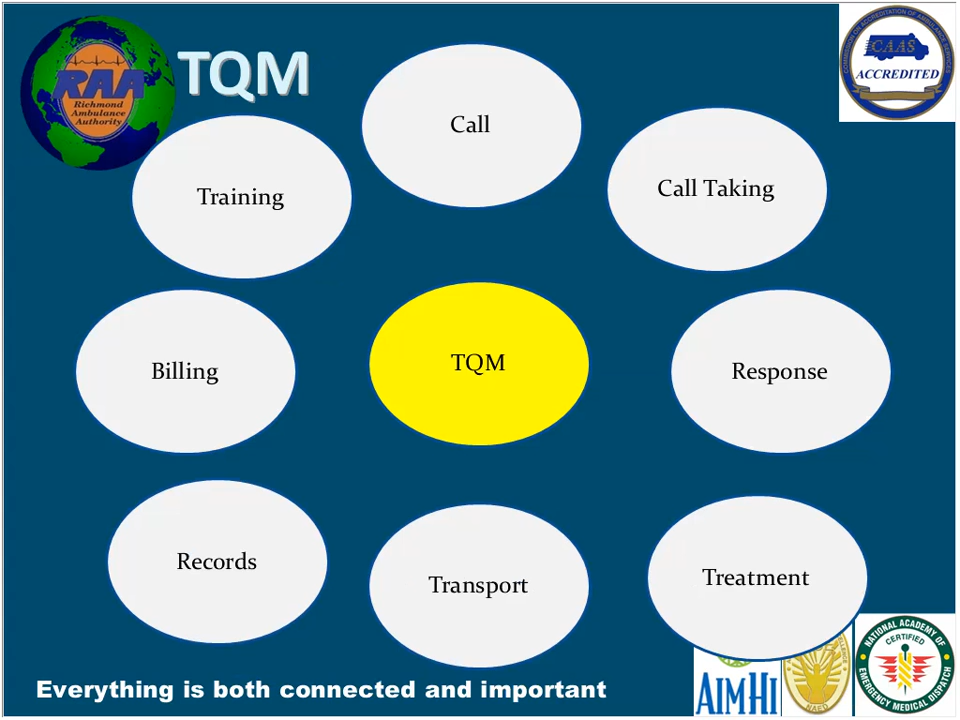 TQM
RAA
Richmond
Ambulance
Authority
CAAS
ACCREDITED
Call
Call Taking
Training
TQM
Billing
Response
Records
Transport
Treatment
Everything is both connected and important
AIMHI
NAED
NATIONAL ACADEMY OF
CERTIFIED
EMERGENCY MEDICAL DISPATCH